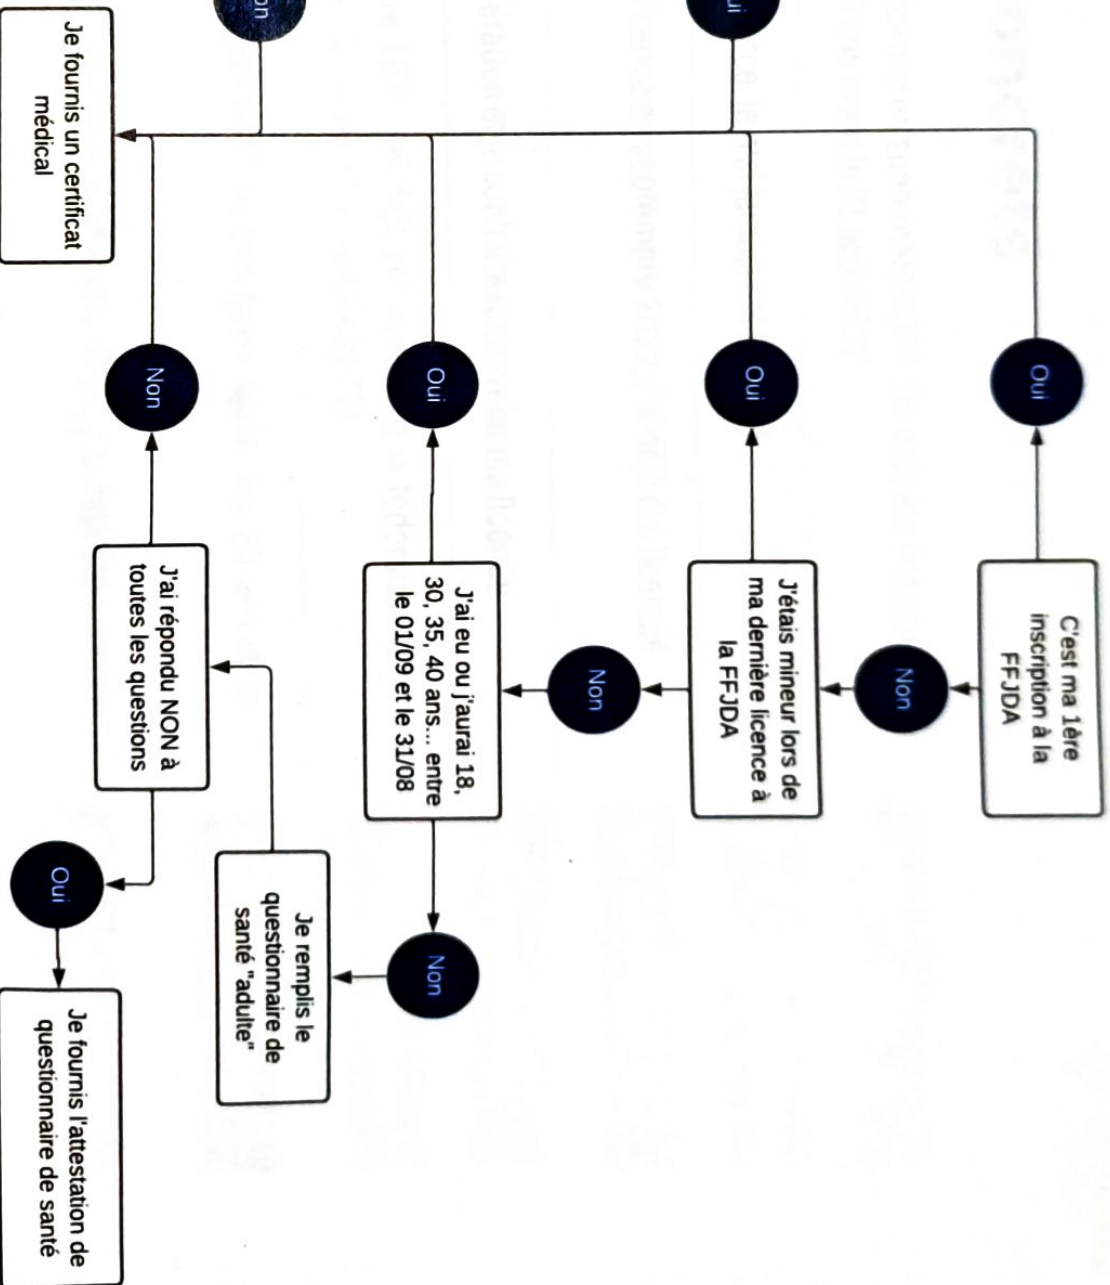 C'est ma 1ère
inscription à la
FFJDA
Oui
Non
J'étais mineur lors de
ma dernière licence à
la FFJDA
Oui
Non
J'ai eu ou j'aurai 18,
30, 35, 40 ans... entre
le 01/09 et le 31/08
Oui
Non
Je remplis le
questionnaire de
santé "adulte"
J'ai répondu NON à
toutes les questions
Non
Oui
Je fournis un certificat
médical
Je fournis l'attestation de
questionnaire de santé